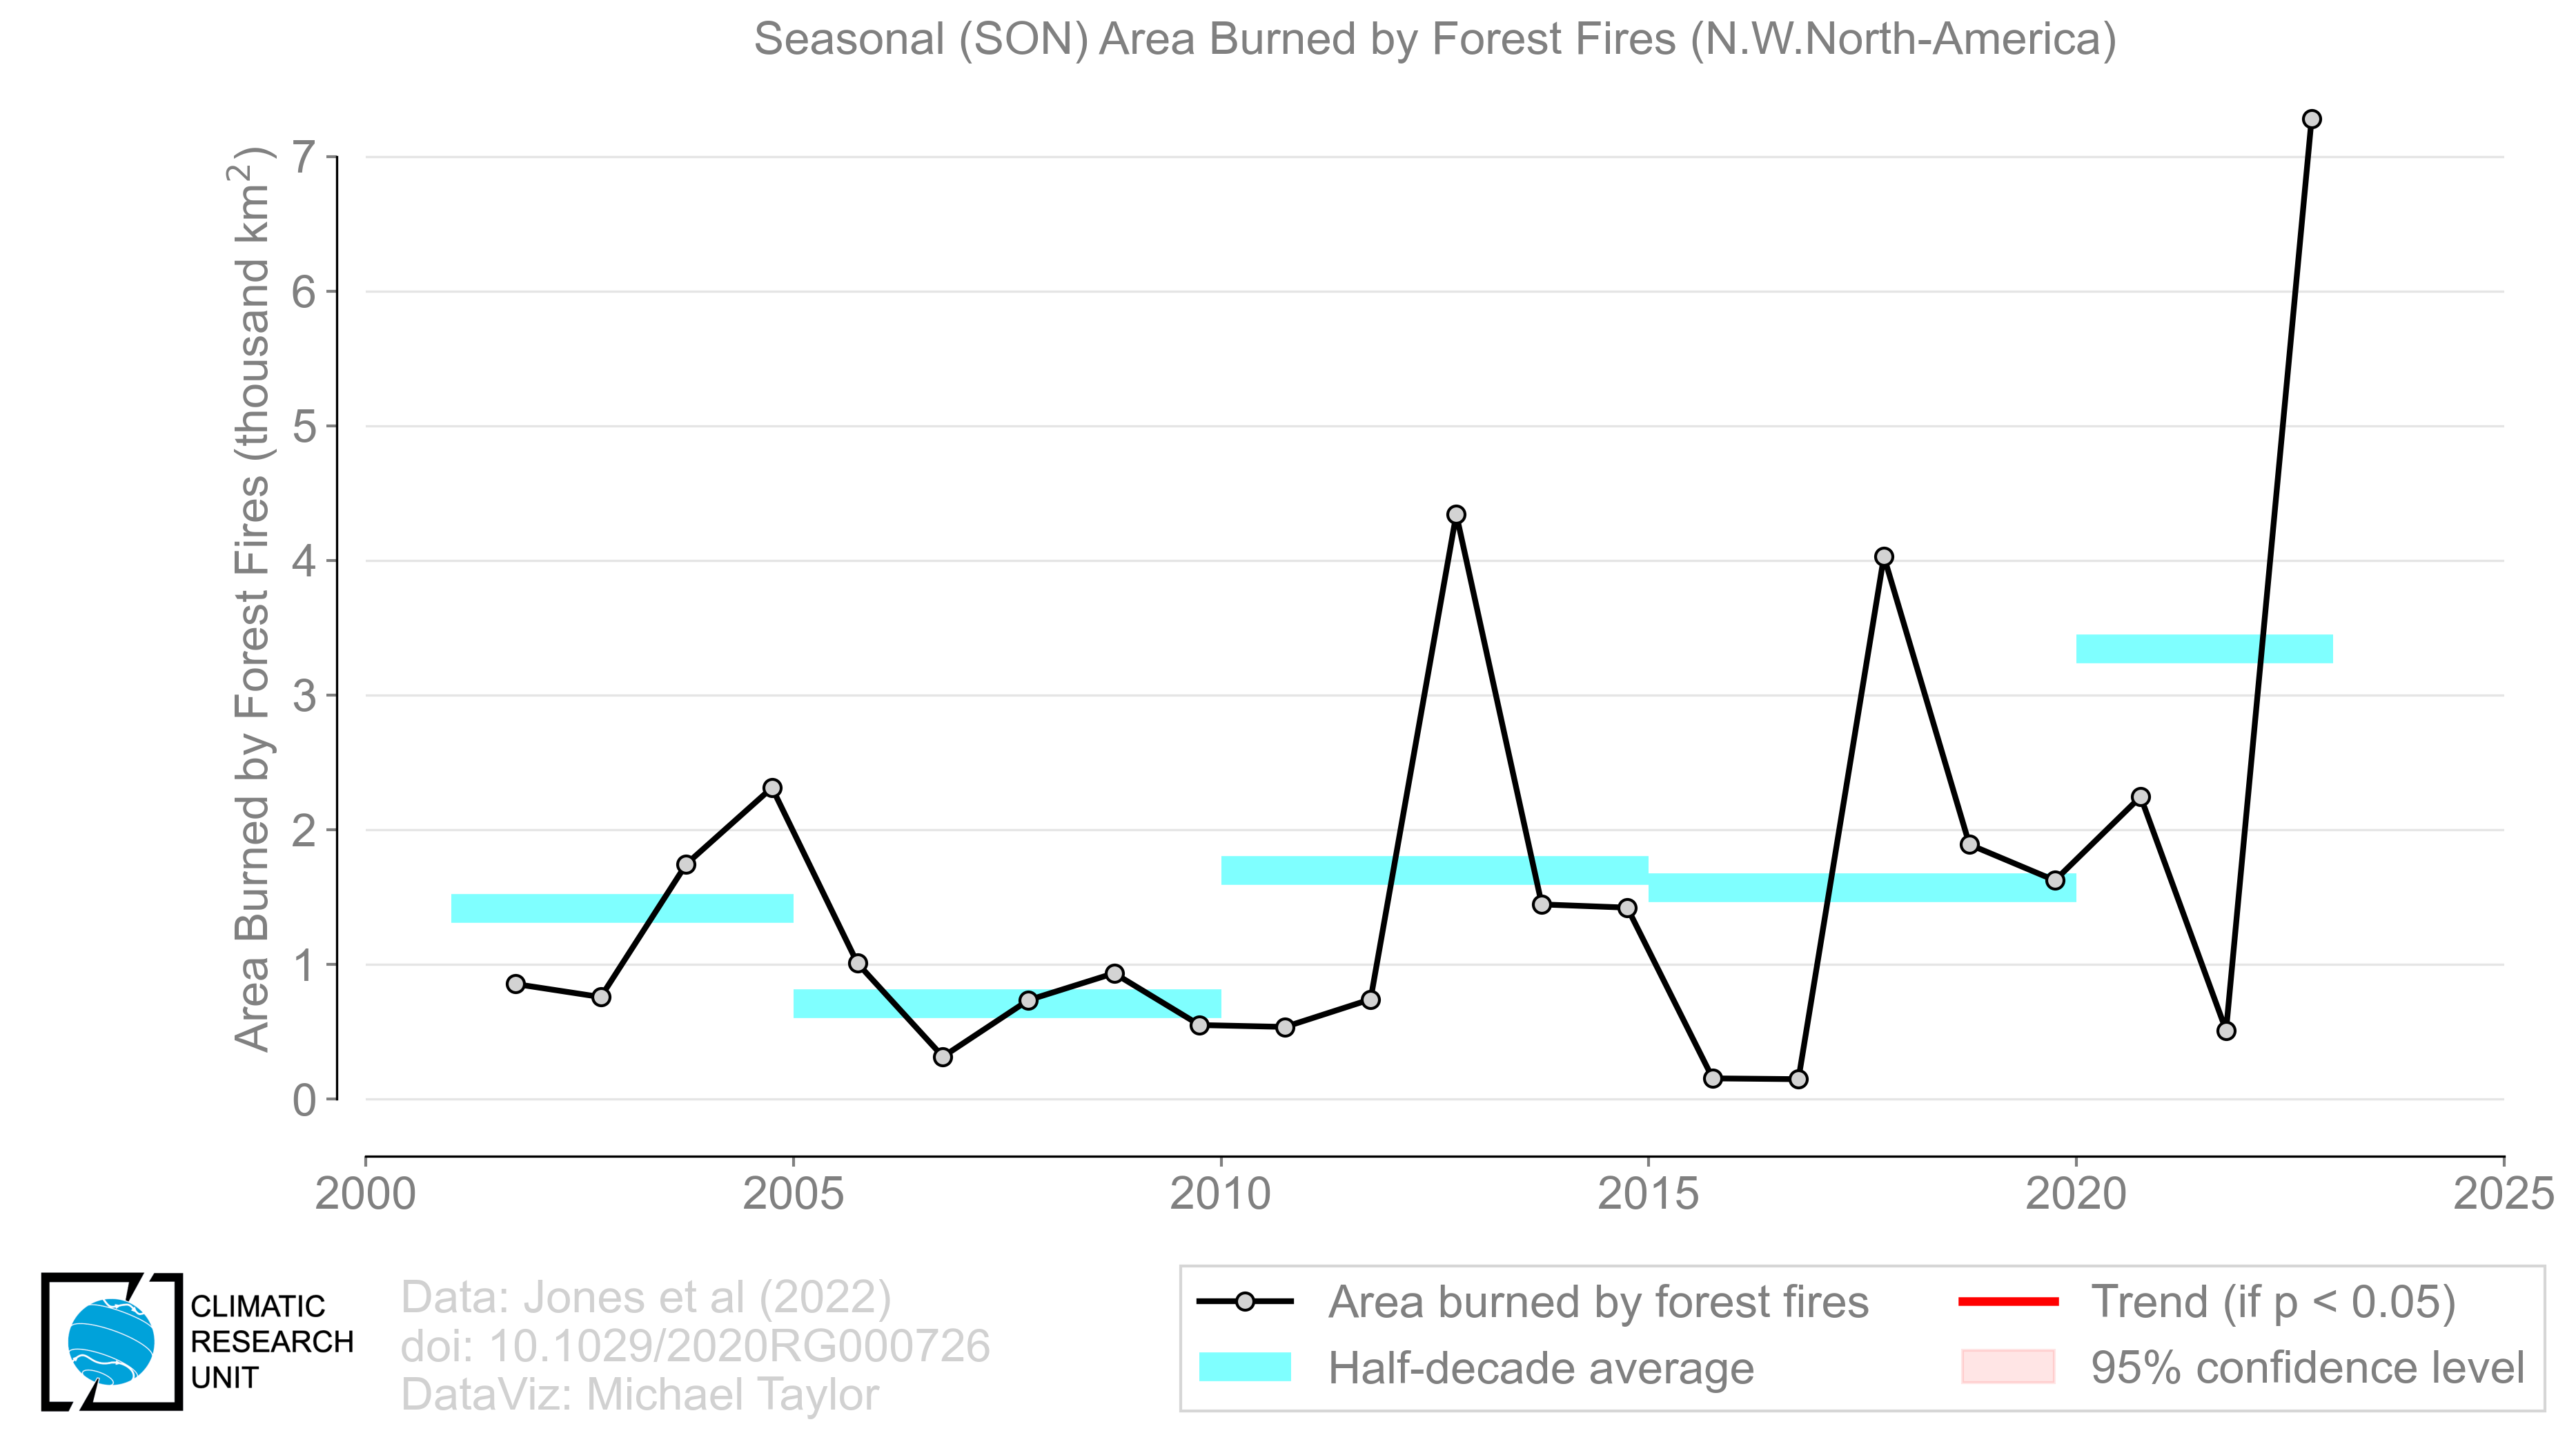 Seasonal (SON) Area Burned by Forest Fires (N.W.North-America)
Area Burned by Forest Fires (thousand km²)
7
6
5
4
3
2
1
0
2000
2005
2010
2015
2020
2025
CLIMATIC
RESEARCH
UNIT
Data: Jones et al (2022)
doi: 10.1029/2020RG000726
DataViz: Michael Taylor
Area burned by forest fires
Half-decade average
Trend (if p < 0.05)
95% confidence level